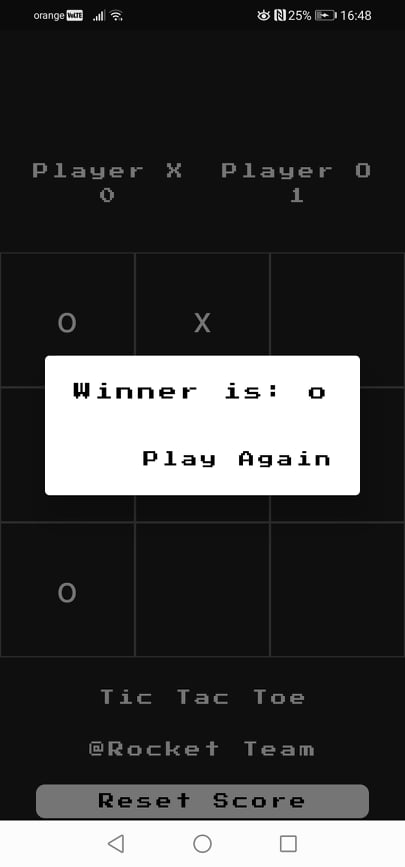 orange VoLTE 25% 16:48
Player X Player O
0 1
O X
Winner is: o
Play Again
O
Tic Tac Toe
@Rocket Team
Reset Score